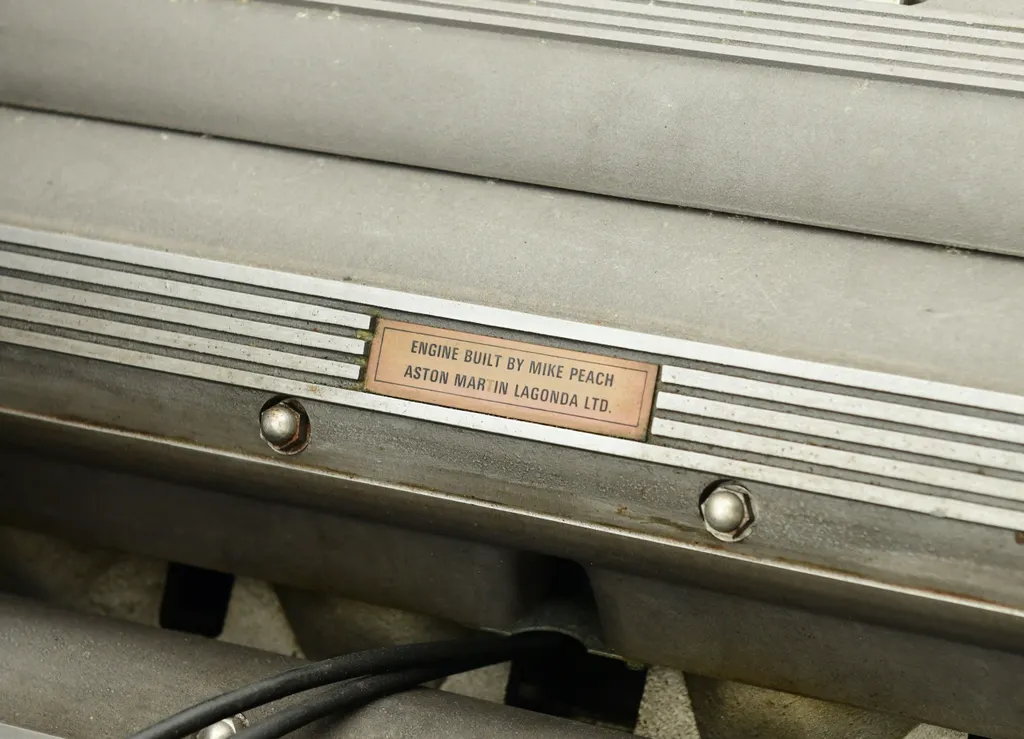 ENGINE BUILT BY MIKE PEACH
ASTON MARTIN LAGONDA LTD.